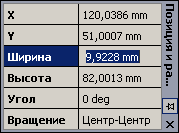 X 120,0386 mm
Y 51,0007 mm
Ширина 9,9228 mm
Высота 82,0013 mm
Угол 0 deg
Вращение Центр-Центр
Позиция и ра...